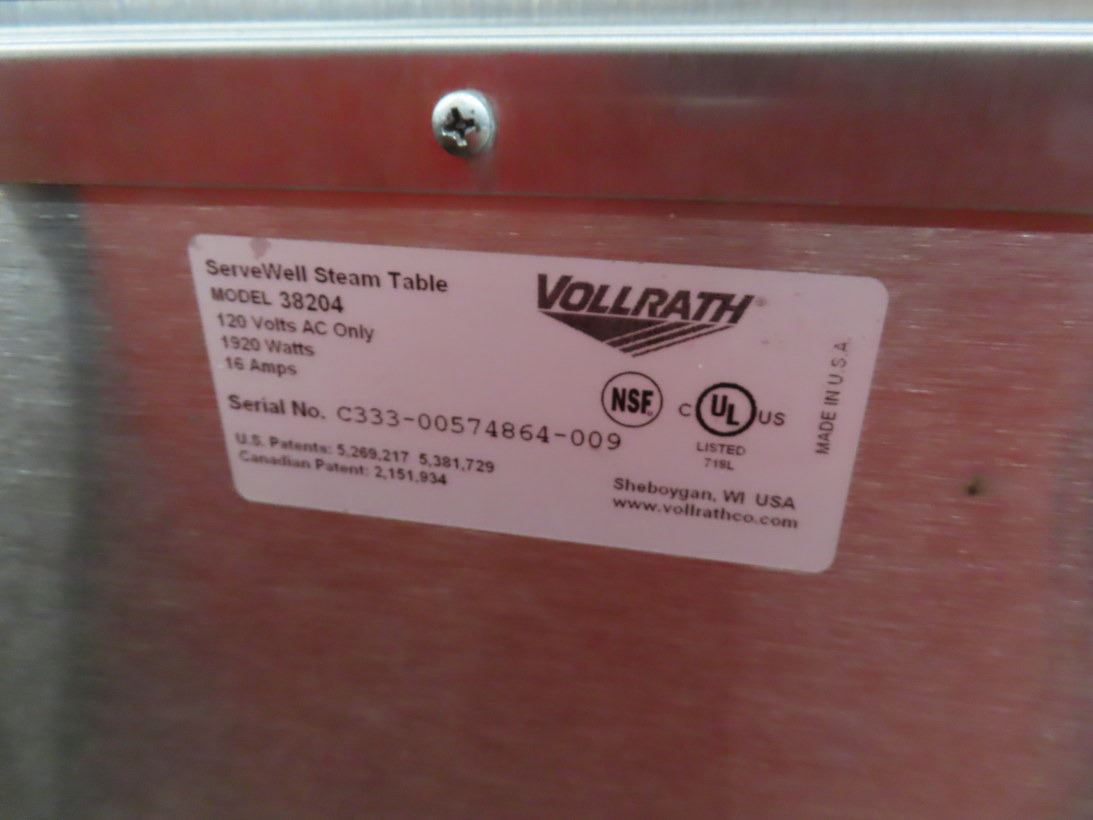 ServeWell Steam Table
MODEL 38204
120 Volts AC Only
1920 Watts
16 Amps
Serial No. C333-00574864-009
U.S. Patents: 5,269,217 5,381,729
Canadian Patent: 2,151,934
VOLLRATH
NSF
C UL US
LISTED
718L
Sheboygan, WI USA
www.vollrathco.com
MADE IN U.S.A.